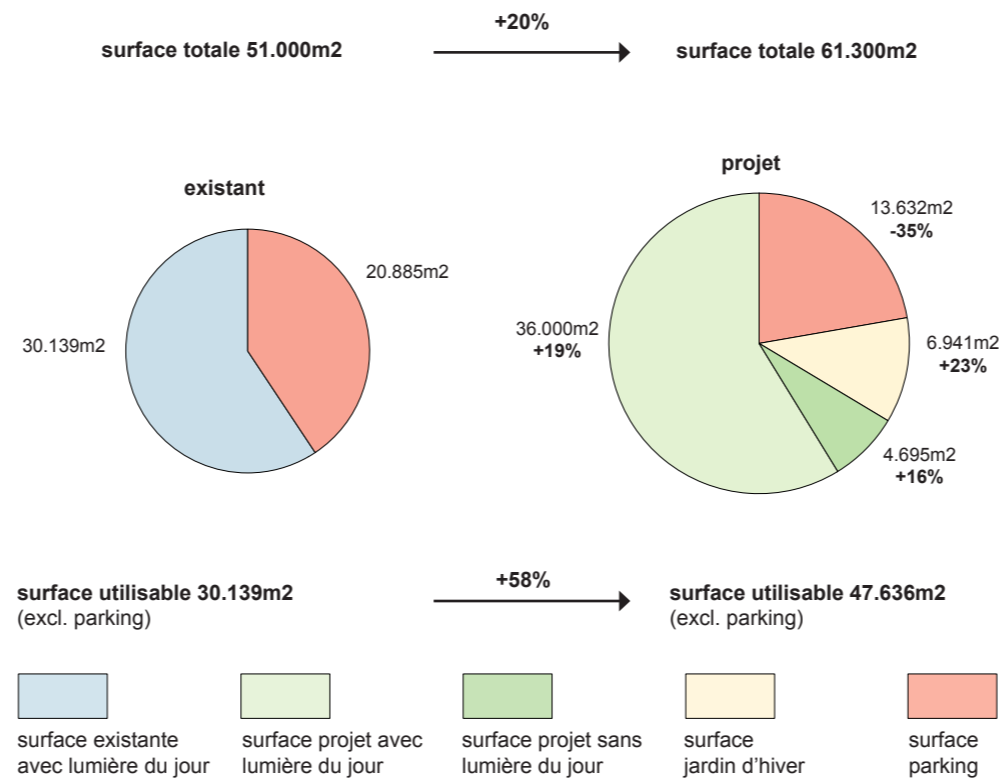 +20%
surface totale 51.000m2
surface totale 61.300m2
projet
existant
13.632m2
-35%
20.885m2
36.000m2
+19%
30.139m2
6.941m2
+23%
4.695m2
+16%
+58%
surface utilisable 30.139m2
(excl. parking)
surface utilisable 47.636m2
(excl. parking)
surface existante
avec lumière du jour
surface projet avec
lumière du jour
surface projet sans
lumière du jour
surface
jardin d'hiver
surface
parking